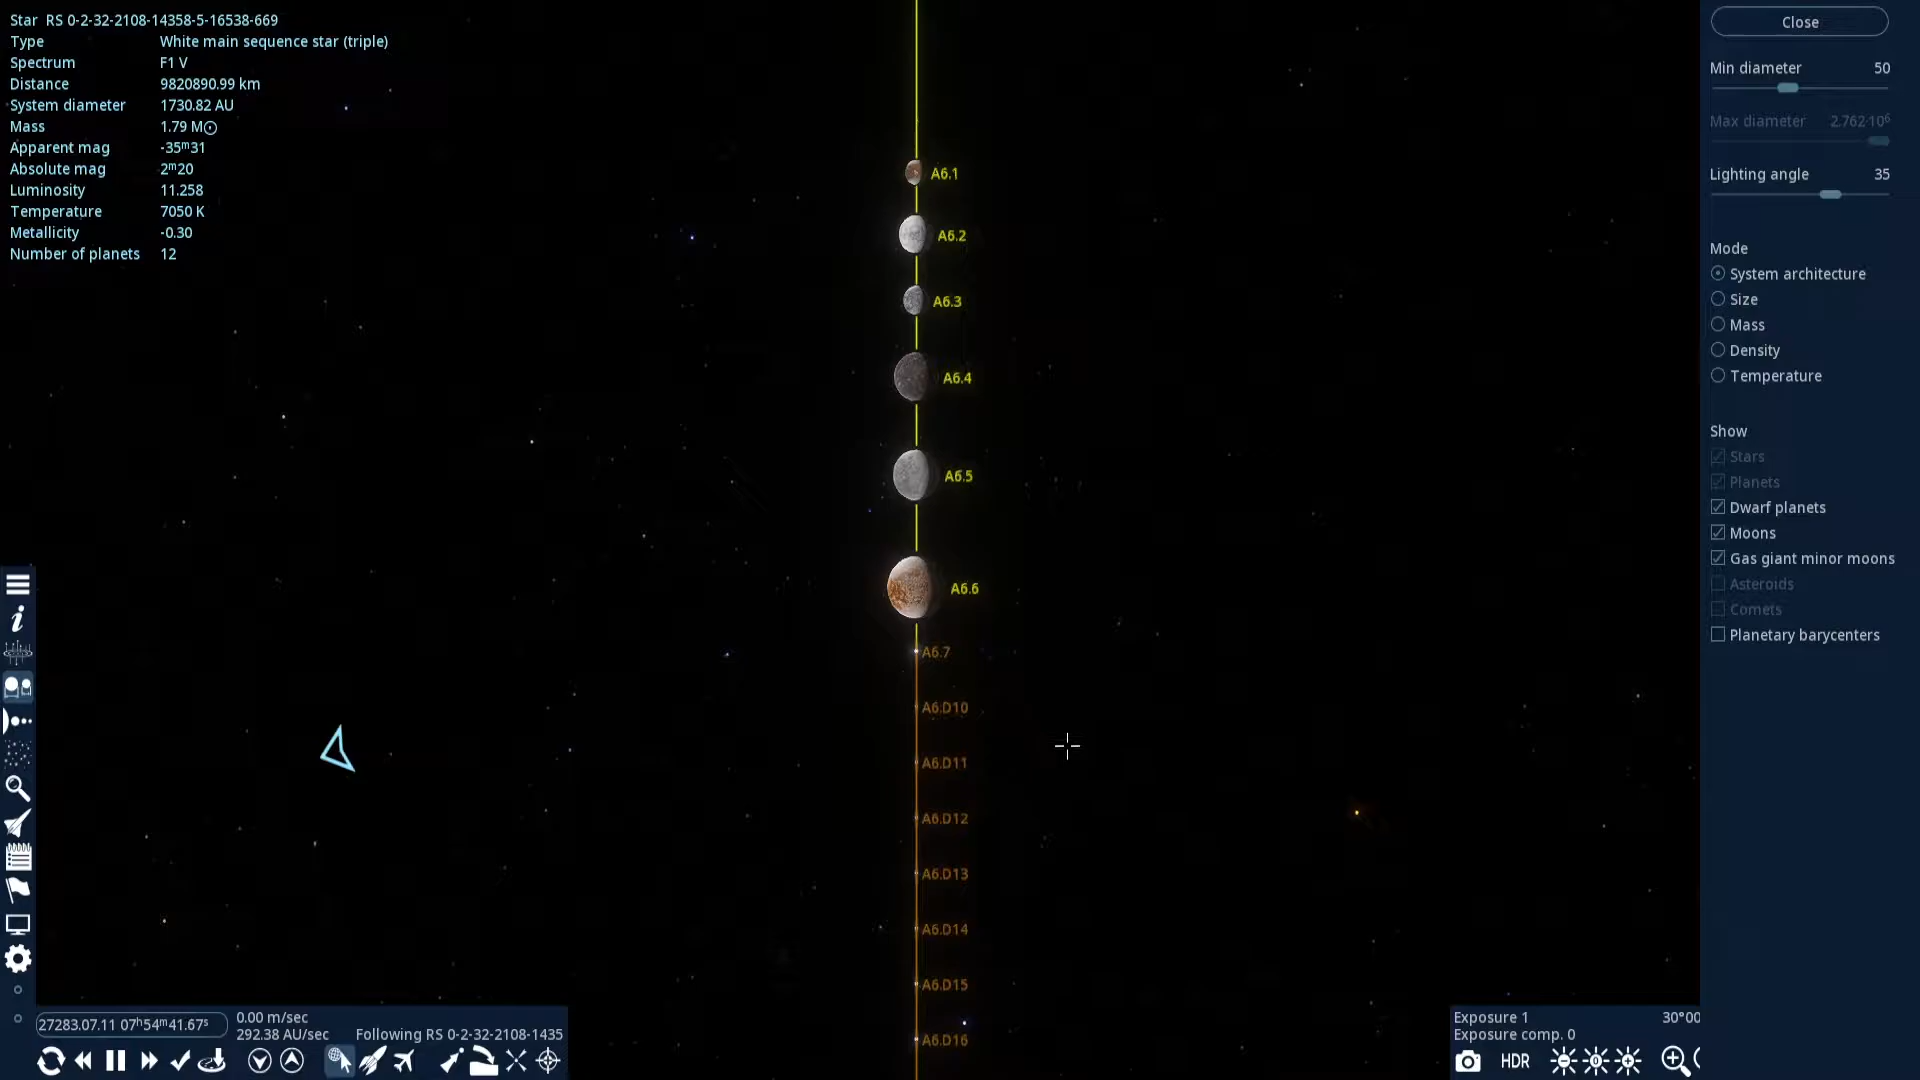 Star RS 0-2-32-2108-14358-5-16538-669
Type White main sequence star (triple)
Spectrum F1 V
Distance 9820890.99 km
System diameter 1730.82 AU
Mass 1.79 M☉
Apparent mag -35ᵐ31
Absolute mag 2ᵐ20
Luminosity 11.258
Temperature 7050 K
Metallicity -0.30
Number of planets 12
A6.1
A6.2
A6.3
A6.4
A6.5
A6.6
A6.7
A6.D10
A6.D11
A6.D12
A6.D13
A6.D14
A6.D15
A6.D16
Close
Min diameter 50
Max diameter 2.762·10⁶
Lighting angle 35
Mode
System architecture
Size
Mass
Density
Temperature
Show
Stars
Planets
Dwarf planets
Moons
Gas giant minor moons
Asteroids
Comets
Planetary barycenters
27283.07.11 07ʰ54ᵐ41.67ˢ
0.00 m/sec
292.38 AU/sec Following RS 0-2-32-2108-1435
Exposure 1 30°00
Exposure comp. 0
HDR